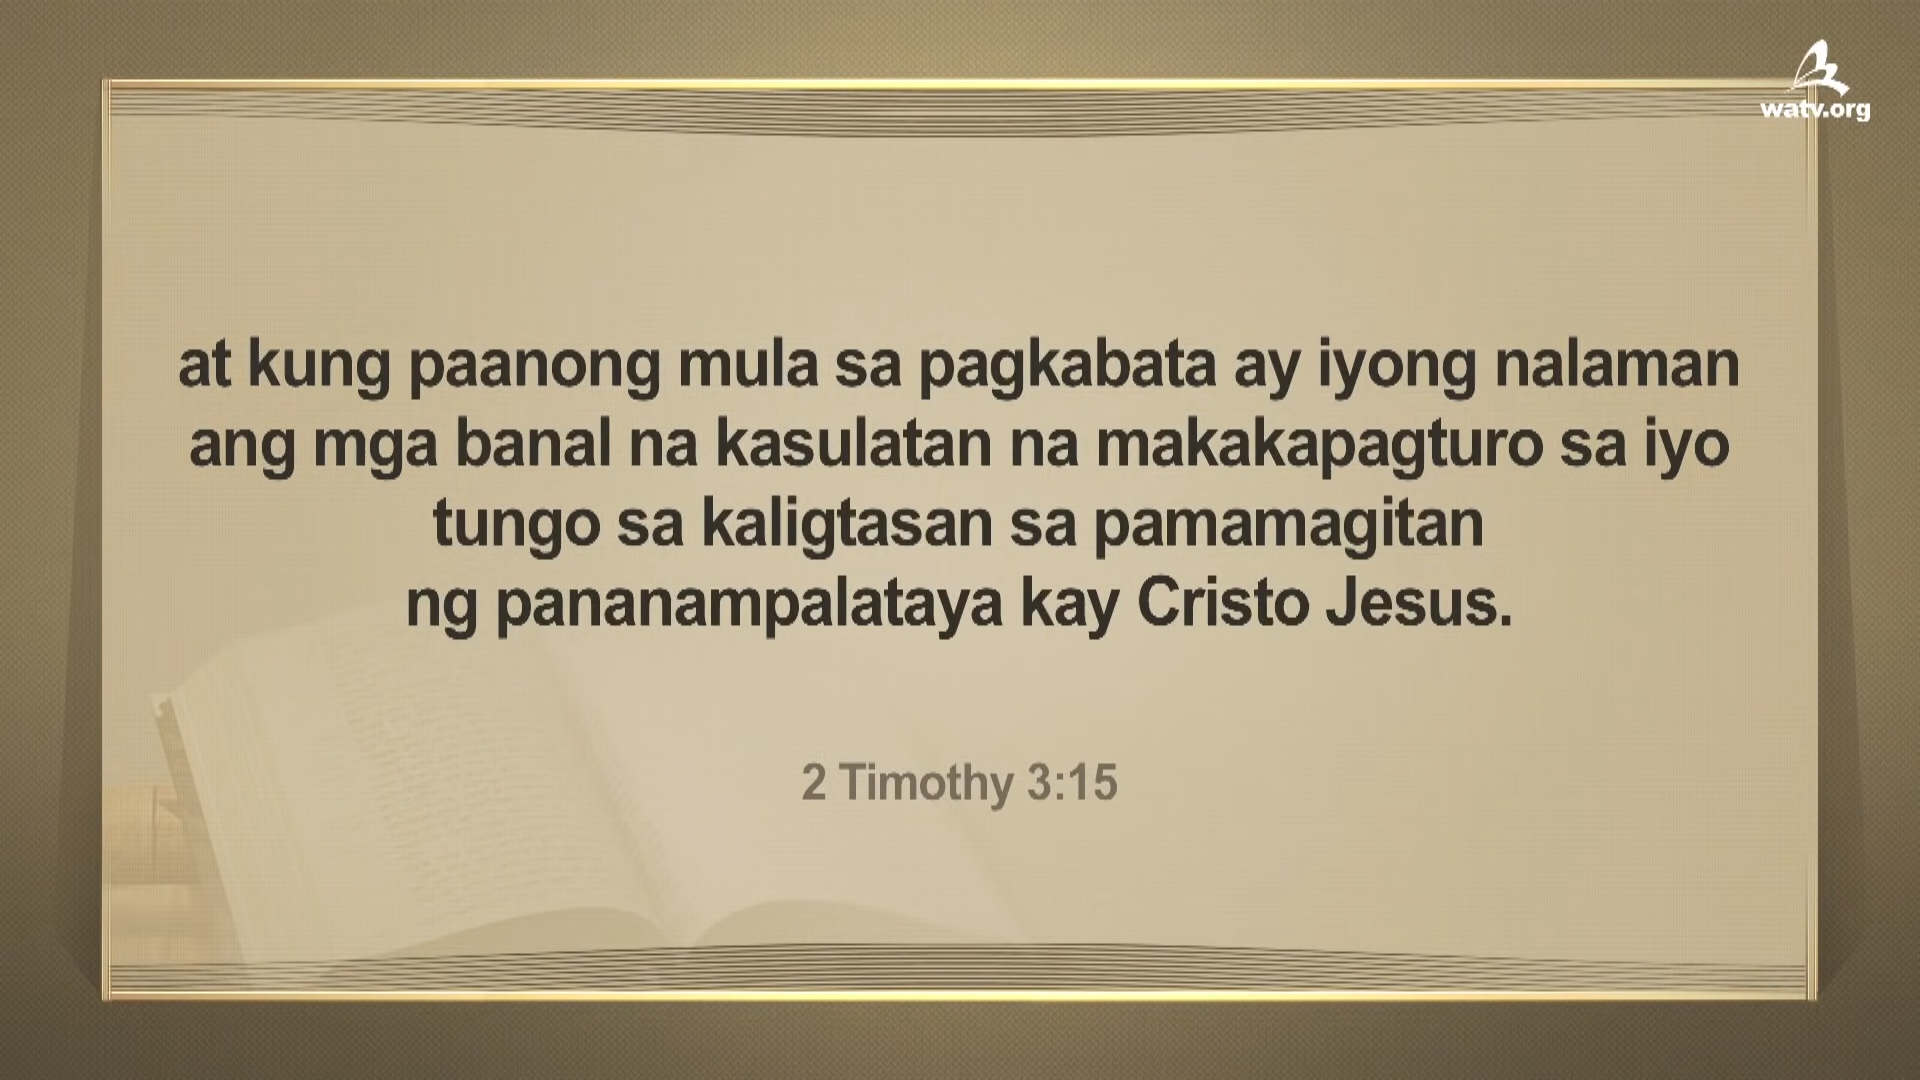 watv.org
at kung paanong mula sa pagkabata ay iyong nalaman
ang mga banal na kasulatan na makakapagturo sa iyo
tungo sa kaligtasan sa pamamagitan
ng pananampalataya kay Cristo Jesus.
2 Timothy 3:15